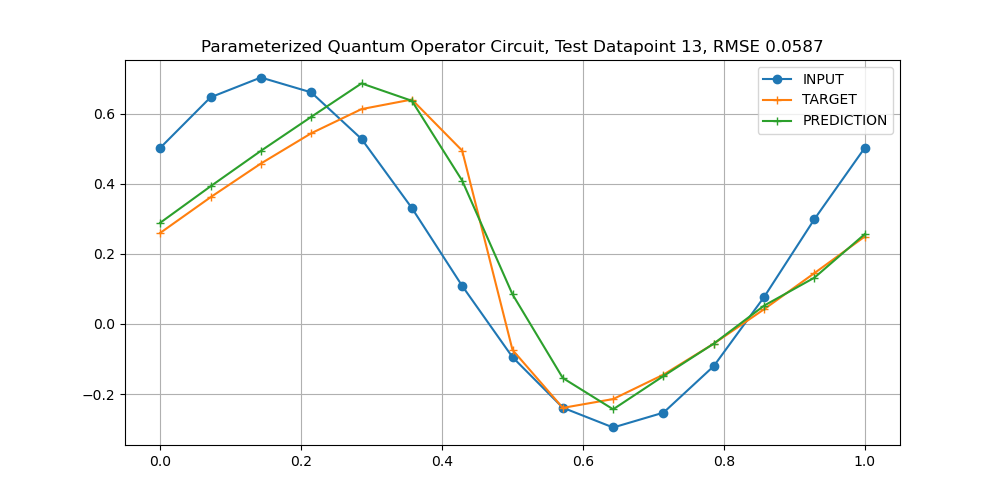 Parameterized Quantum Operator Circuit, Test Datapoint 13, RMSE 0.0587
INPUT
TARGET
PREDICTION
0.6
0.4
0.2
0.0
−0.2
0.0 0.2 0.4 0.6 0.8 1.0